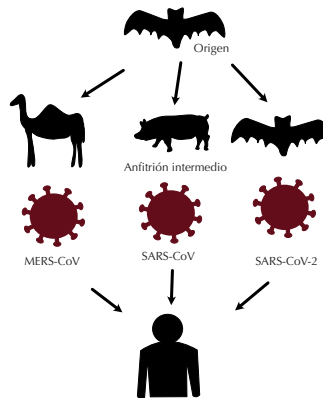 Origen
Anfitrión intermedio
MERS-CoV
SARS-CoV
SARS-CoV-2